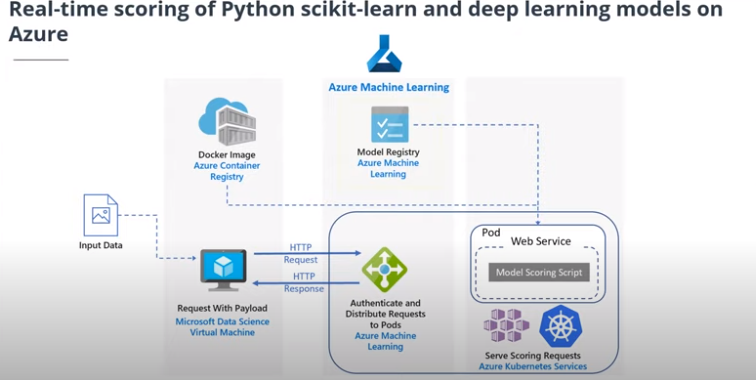 Real-time scoring of Python scikit-learn and deep learning models on
Azure
Azure Machine Learning
Docker Image
Azure Container
Registry
Model Registry
Azure Machine
Learning
Input Data
HTTP
Request
HTTP
Response
Request With Payload
Microsoft Data Science
Virtual Machine
Authenticate and
Distribute Requests
to Pods
Azure Machine
Learning
Pod
Web Service
Model Scoring Script
Serve Scoring Requests
Azure Kubernetes Services